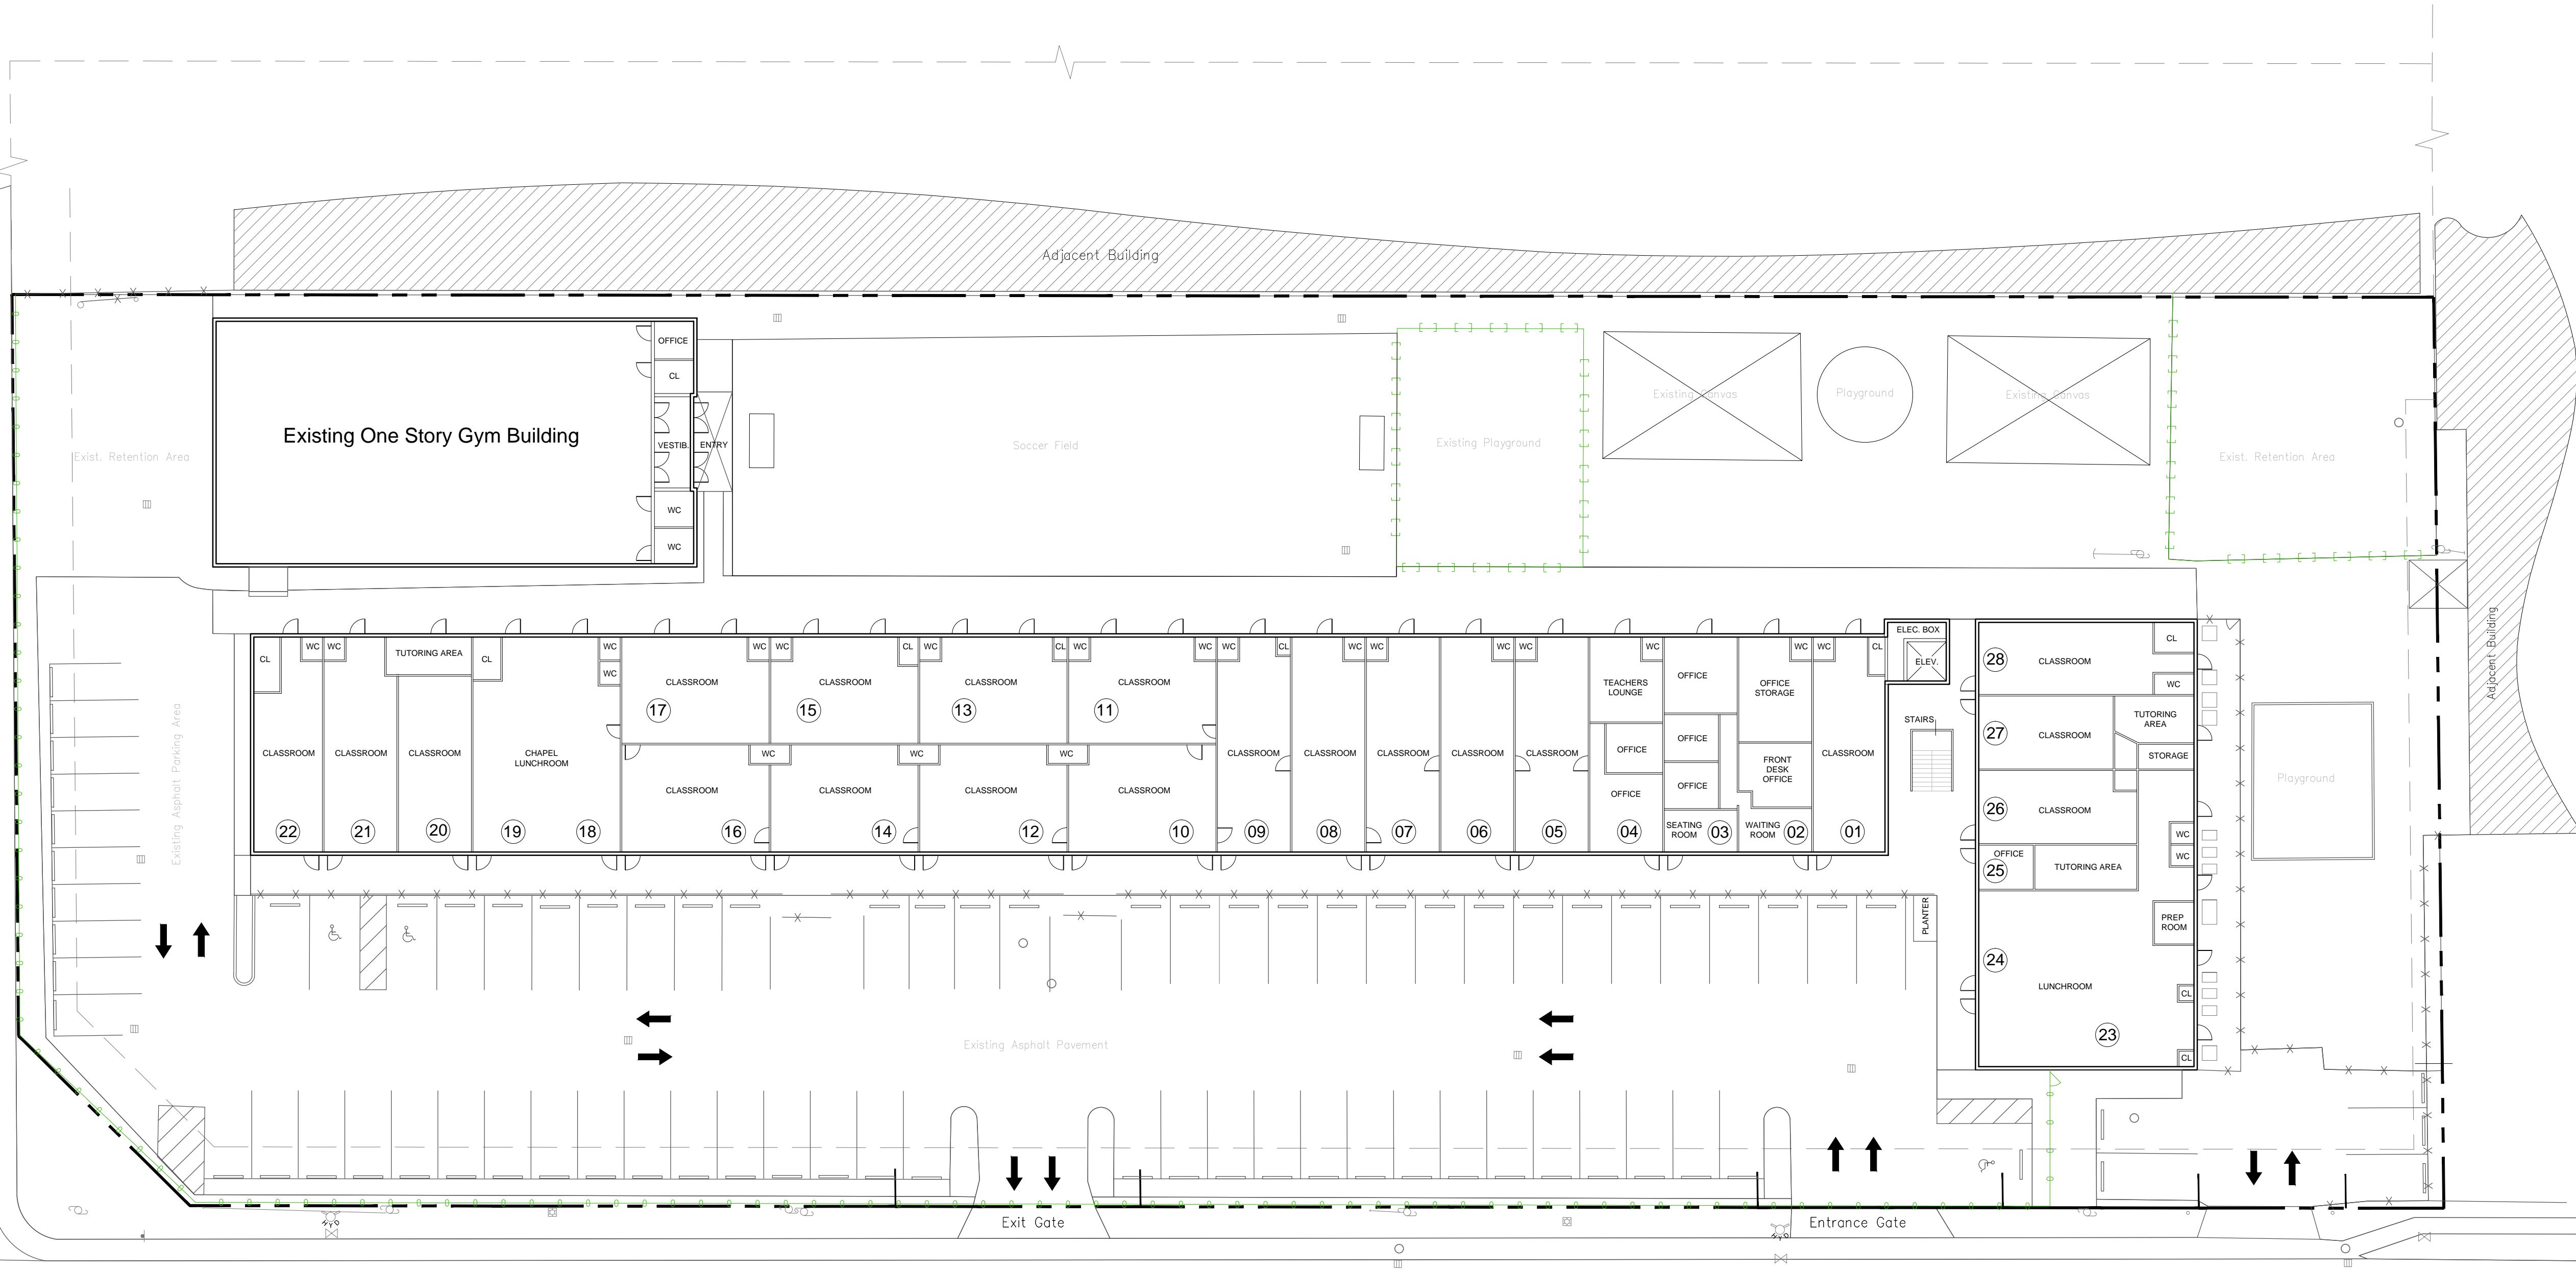 Adjacent Building
OFFICE
CL
Existing One Story Gym Building
VESTIB.
ENTRY
WC
WC
Exist. Retention Area
Soccer Field
Existing Playground
Existing Canvas
Playground
Existing Canvas
Exist. Retention Area
Adjacent Building
Existing Asphalt Parking Area
CL
WC
WC
TUTORING AREA
CL
WC
WC
WC
WC
CL
WC
CL
WC
WC
CL
WC
WC
WC
WC
WC
WC
WC
CL
ELEC. BOX
ELEV.
CLASSROOM
17
CLASSROOM
15
CLASSROOM
13
CLASSROOM
11
TEACHERS
LOUNGE
OFFICE
OFFICE
STORAGE
STAIRS
CLASSROOM
CLASSROOM
CLASSROOM
CHAPEL
LUNCHROOM
WC
WC
WC
CLASSROOM
CLASSROOM
CLASSROOM
CLASSROOM
CLASSROOM
OFFICE
OFFICE
FRONT
DESK
OFFICE
CLASSROOM
CLASSROOM
CLASSROOM
CLASSROOM
CLASSROOM
OFFICE
OFFICE
SEATING
ROOM
WAITING
ROOM
22
21
20
19
18
16
14
12
10
09
08
07
06
05
04
03
02
01
28
CLASSROOM
CL
WC
27
CLASSROOM
TUTORING
AREA
STORAGE
26
CLASSROOM
WC
WC
OFFICE
25
TUTORING AREA
PREP
ROOM
24
LUNCHROOM
CL
23
CL
Playground
PLANTER
Existing Asphalt Pavement
Exit Gate
Entrance Gate